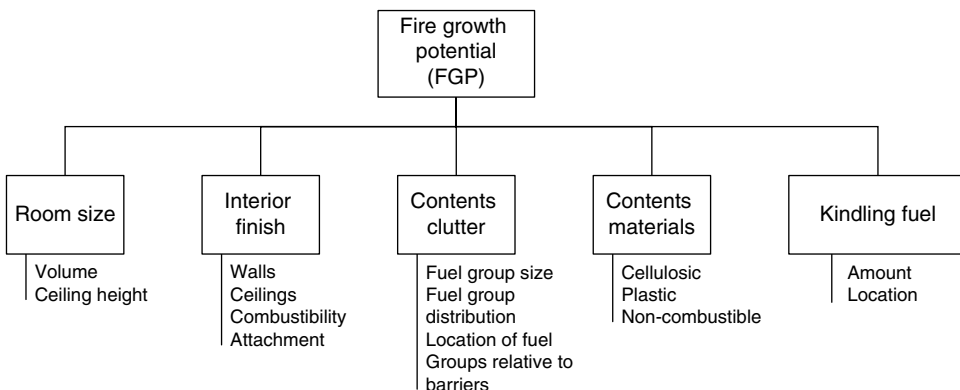 Fire growth
potential
(FGP)
Room size
Volume
Ceiling height
Interior
finish
Walls
Ceilings
Combustibility
Attachment
Contents
clutter
Fuel group size
Fuel group
distribution
Location of fuel
Groups relative to
barriers
Contents
materials
Cellulosic
Plastic
Non-combustible
Kindling fuel
Amount
Location